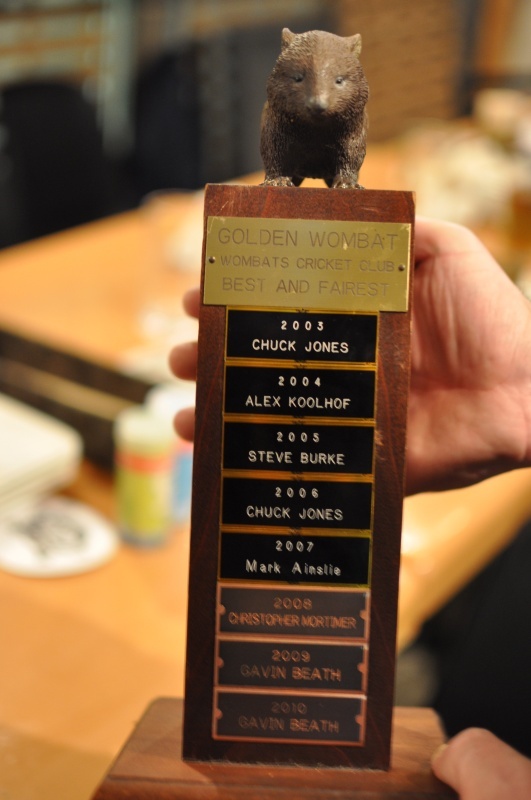 GOLDEN WOMBAT
WOMBATS CRICKET CLUB
BEST AND FAIREST
2003
CHUCK JONES
2004
ALEX KOOLHOF
2005
STEVE BURKE
2006
CHUCK JONES
2007
Mark Ainslie
2008
CHRISTOPHER MORTIMER
2009
GAVIN BEATH
2010
GAVIN BEATH